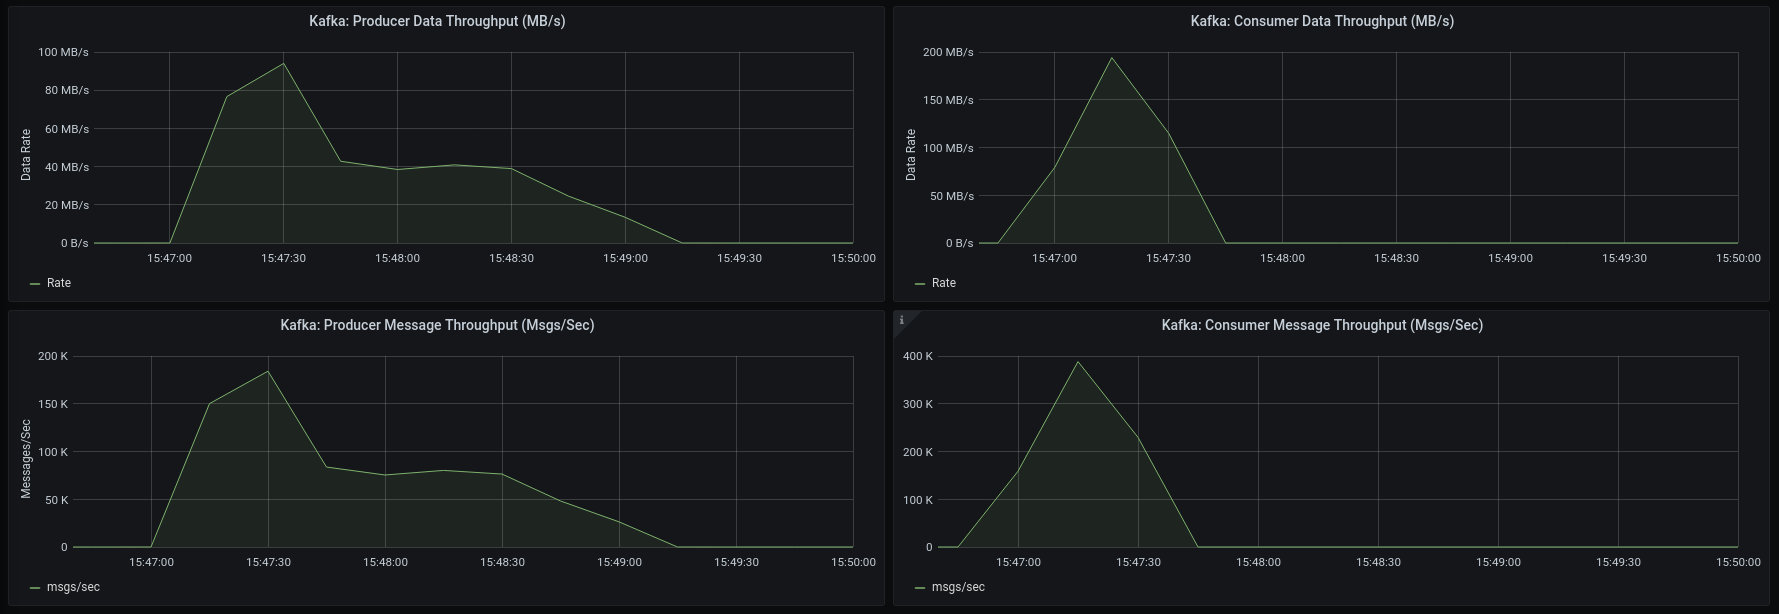 Kafka: Producer Data Throughput (MB/s)
100 MB/s
80 MB/s
60 MB/s
40 MB/s
20 MB/s
0 B/s
Data Rate
15:47:00 15:47:30 15:48:00 15:48:30 15:49:00 15:49:30 15:50:00
Rate
Kafka: Consumer Data Throughput (MB/s)
200 MB/s
150 MB/s
100 MB/s
50 MB/s
0 B/s
Data Rate
15:47:00 15:47:30 15:48:00 15:48:30 15:49:00 15:49:30 15:50:00
Rate
Kafka: Producer Message Throughput (Msgs/Sec)
200 K
150 K
100 K
50 K
0
Messages/Sec
15:47:00 15:47:30 15:48:00 15:48:30 15:49:00 15:49:30 15:50:00
msgs/sec
i
Kafka: Consumer Message Throughput (Msgs/Sec)
400 K
300 K
200 K
100 K
0
15:47:00 15:47:30 15:48:00 15:48:30 15:49:00 15:49:30 15:50:00
msgs/sec